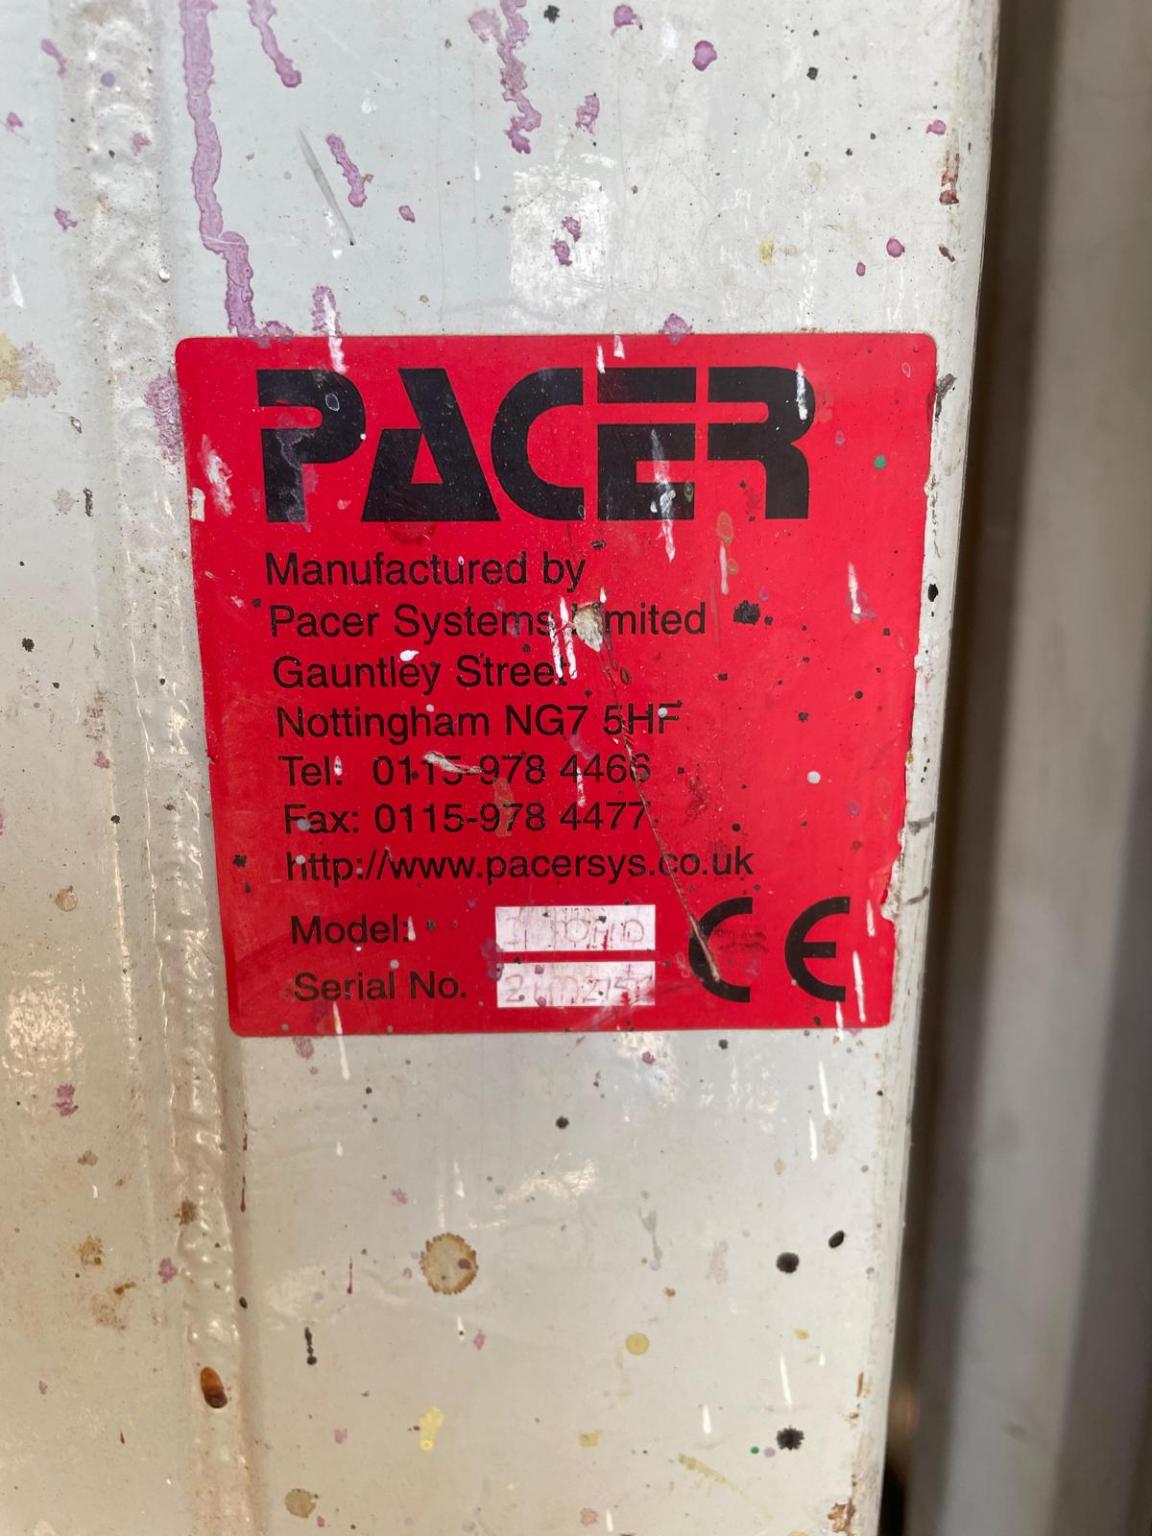 PACER
Manufactured by
Pacer Systems Limited
Gauntley Street
Nottingham NG7 5HF
Tel: 0115-978 4466
Fax: 0115-978 4477
http://www.pacersys.co.uk
Model:
Serial No.
CE